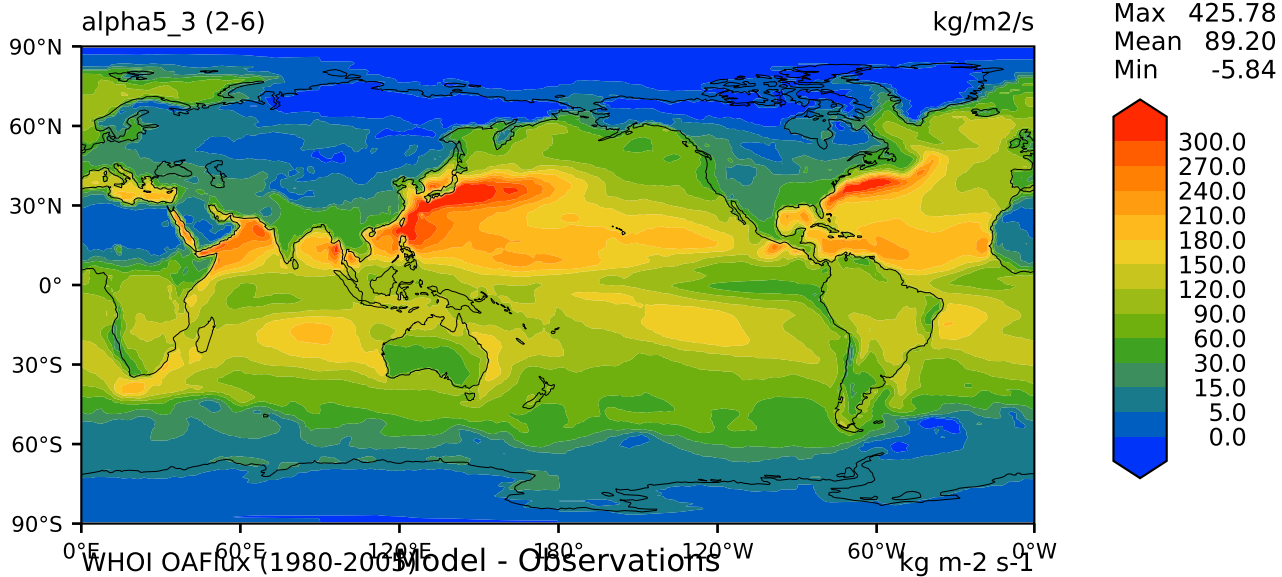 alpha5_3 (2-6)
kg/m2/s
Max 425.78
Mean 89.20
Min -5.84
90°N
60°N
30°N
0°
30°S
60°S
90°S
0°E 60°E 120°E 180° 120°W 60°W 0°W
300.0
270.0
240.0
210.0
180.0
150.0
120.0
90.0
60.0
30.0
15.0
5.0
0.0
WHOI OAFlux (1980-2005)
Model - Observations
kg m-2 s-1